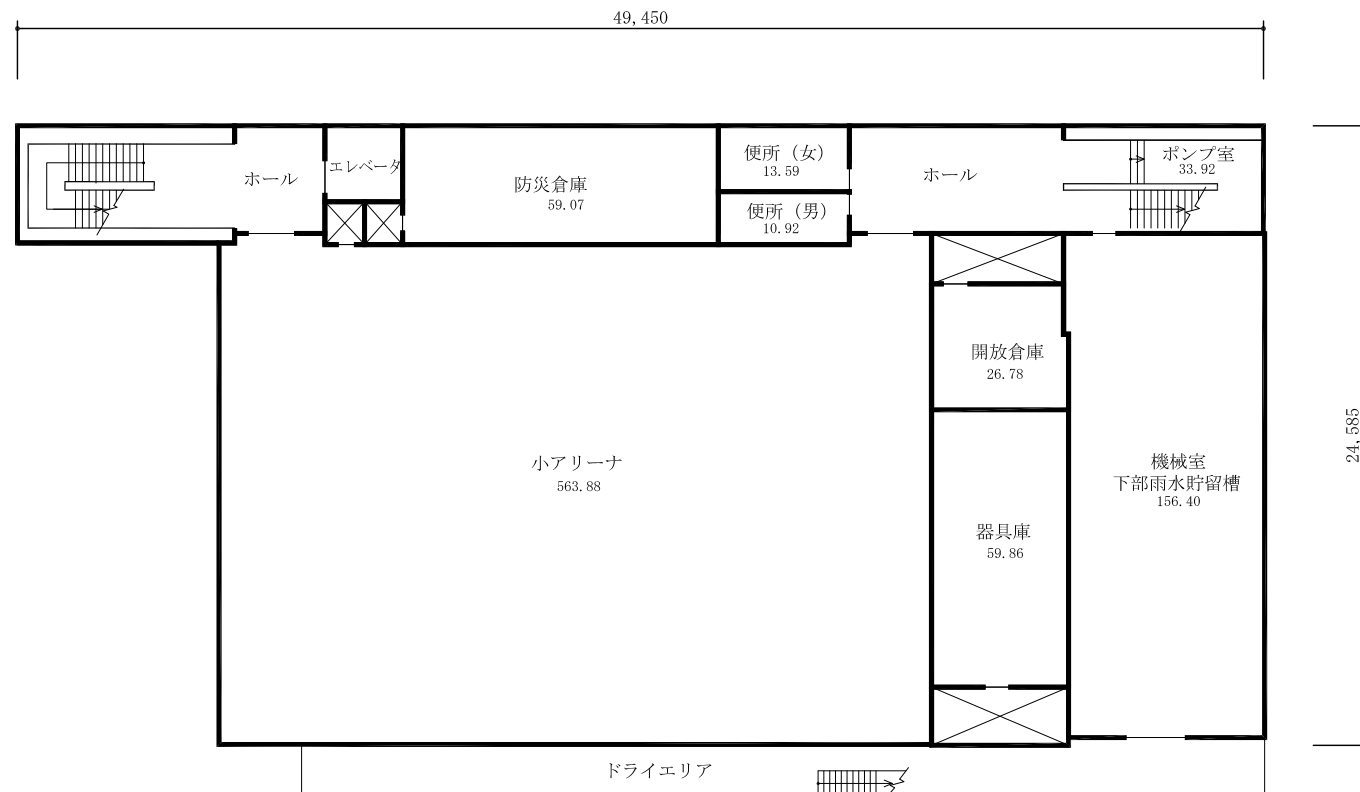 49,450
便所（女）
13.59
ポンプ室
33.92
エレベータ
ホール
防災倉庫
59.07
ホール
便所（男）
10.92
開放倉庫
26.78
24,585
小アリーナ
563.88
機械室
下部雨水貯留槽
156.40
器具庫
59.86
ドライエリア